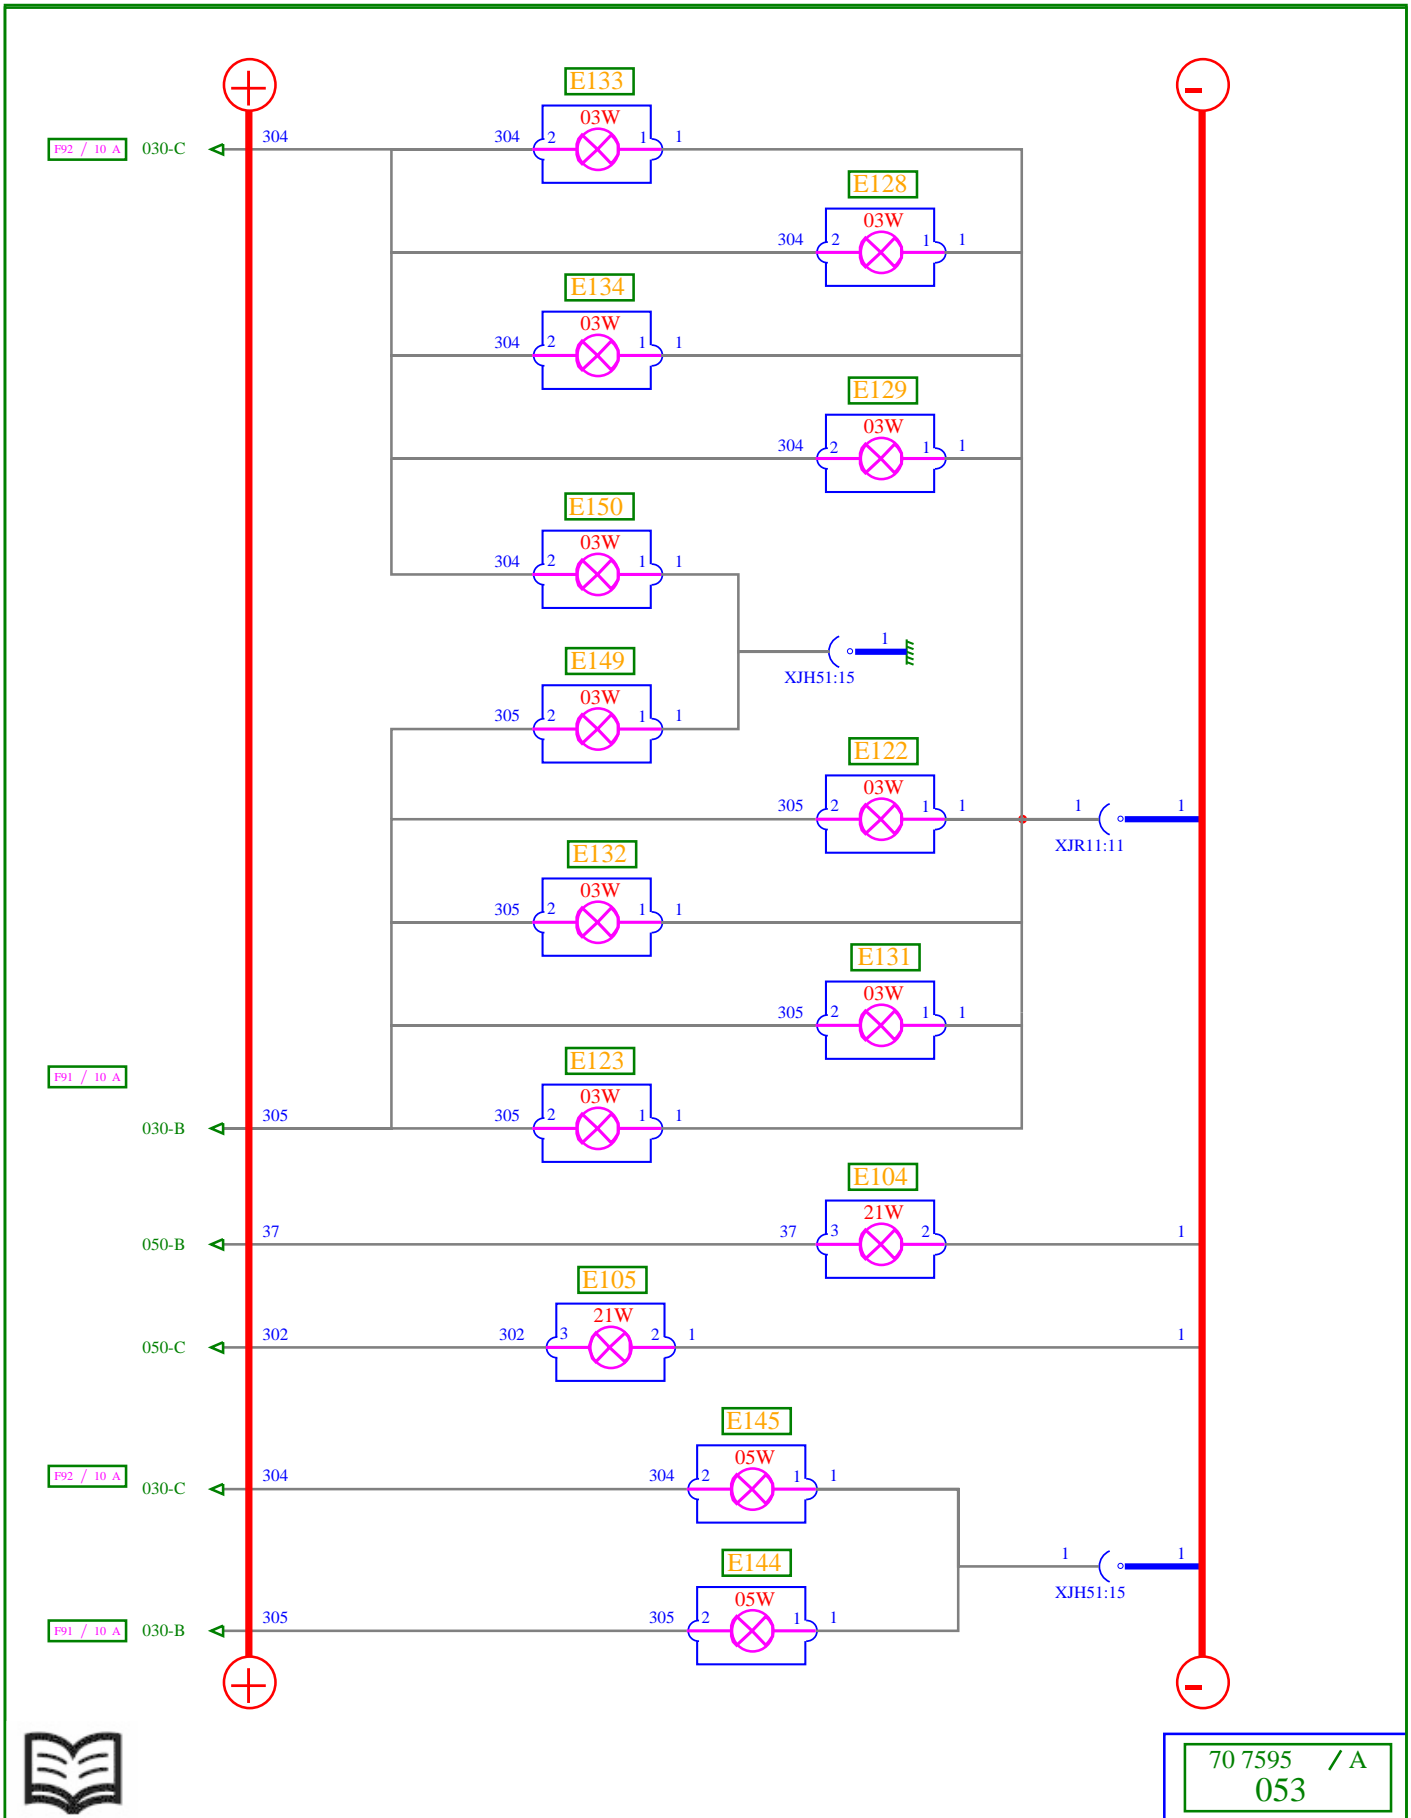 E133
03W
F92 / 10 A 030-C 304 304 2 1 1
E128
03W
304 2 1 1
E134
03W
304 2 1 1
E129
03W
304 2 1 1
E150
03W
304 2 1 1
1
XJH51:15
E149
03W
305 2 1 1
E122
03W
305 2 1 1 1 1
XJR11:11
E132
03W
305 2 1 1
E131
03W
305 2 1 1
E123
F91 / 10 A
03W
030-B 305 305 2 1 1
E104
21W
050-B 37 37 3 2 1
E105
21W
050-C 302 302 3 2 1 1
E145
05W
F92 / 10 A 030-C 304 304 2 1 1
1 1
XJH51:15
E144
05W
F91 / 10 A 030-B 305 305 2 1 1
70 7595 / A
053